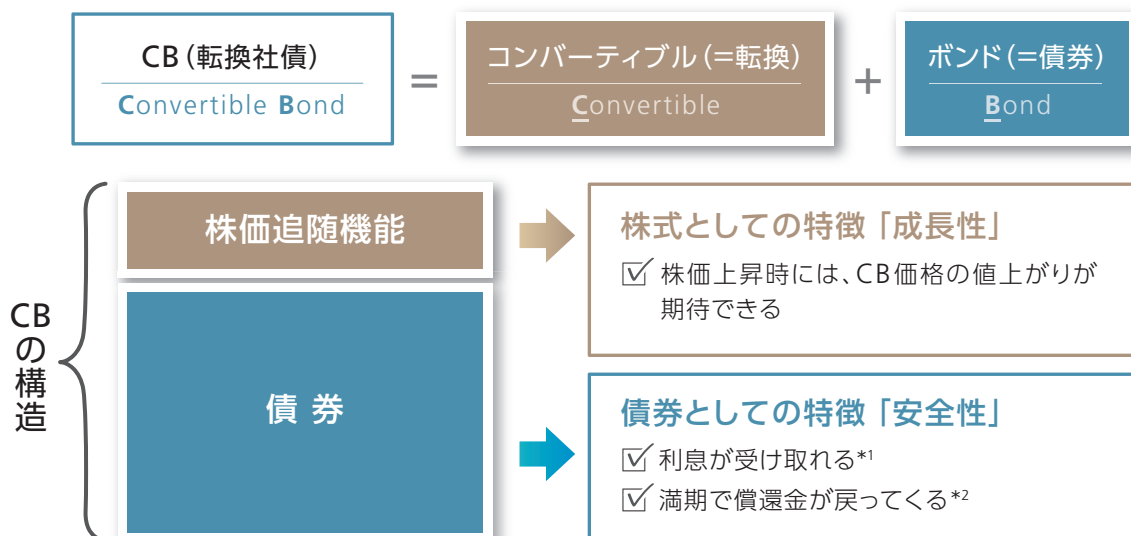 CB（転換社債）
Convertible Bond
=
コンバーティブル（=転換）
Convertible
+
ボンド（=債券）
Bond
CBの構造
株価追随機能
株式としての特徴「成長性」
株価上昇時には、CB価格の値上がりが
期待できる
債券
債券としての特徴「安全性」
利息が受け取れる*1
満期で償還金が戻ってくる*2